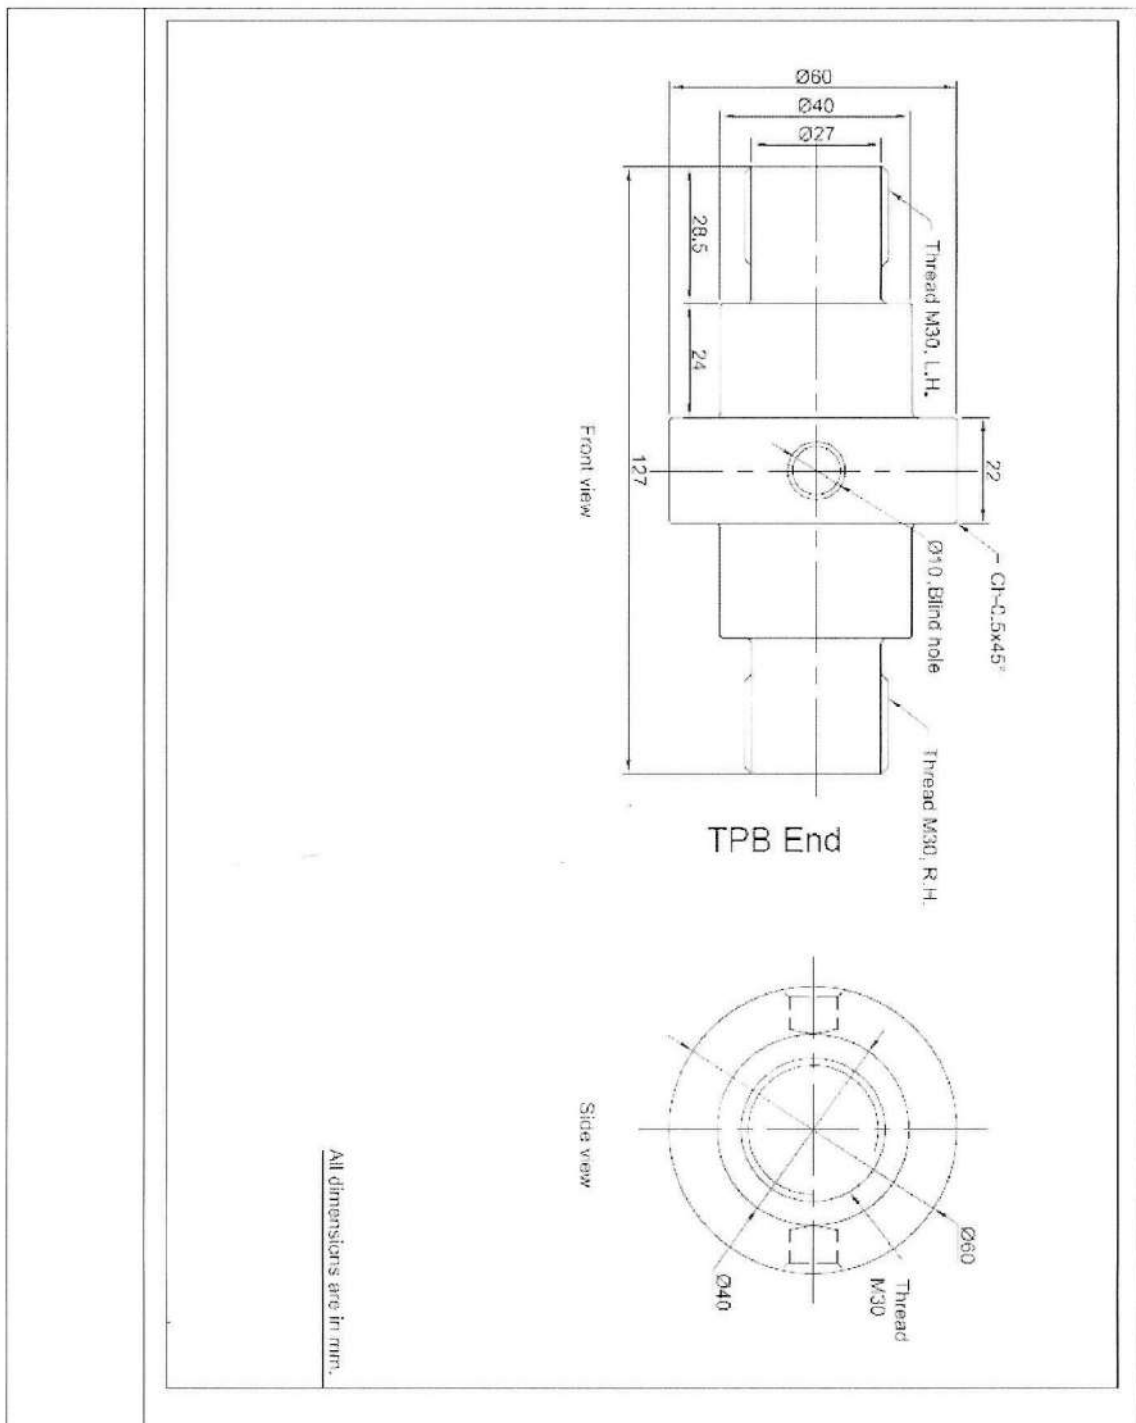 Ø60
Ø40
Ø27
28.5
24
127
22
Thread M30, L.H.
Ø10 ,Blind hole
Ch-0.5x45°
Thread M30, R.H.
Front view
TPB End
Ø60
Ø40
Thread
M30
Side view
All dimensions are in mm.